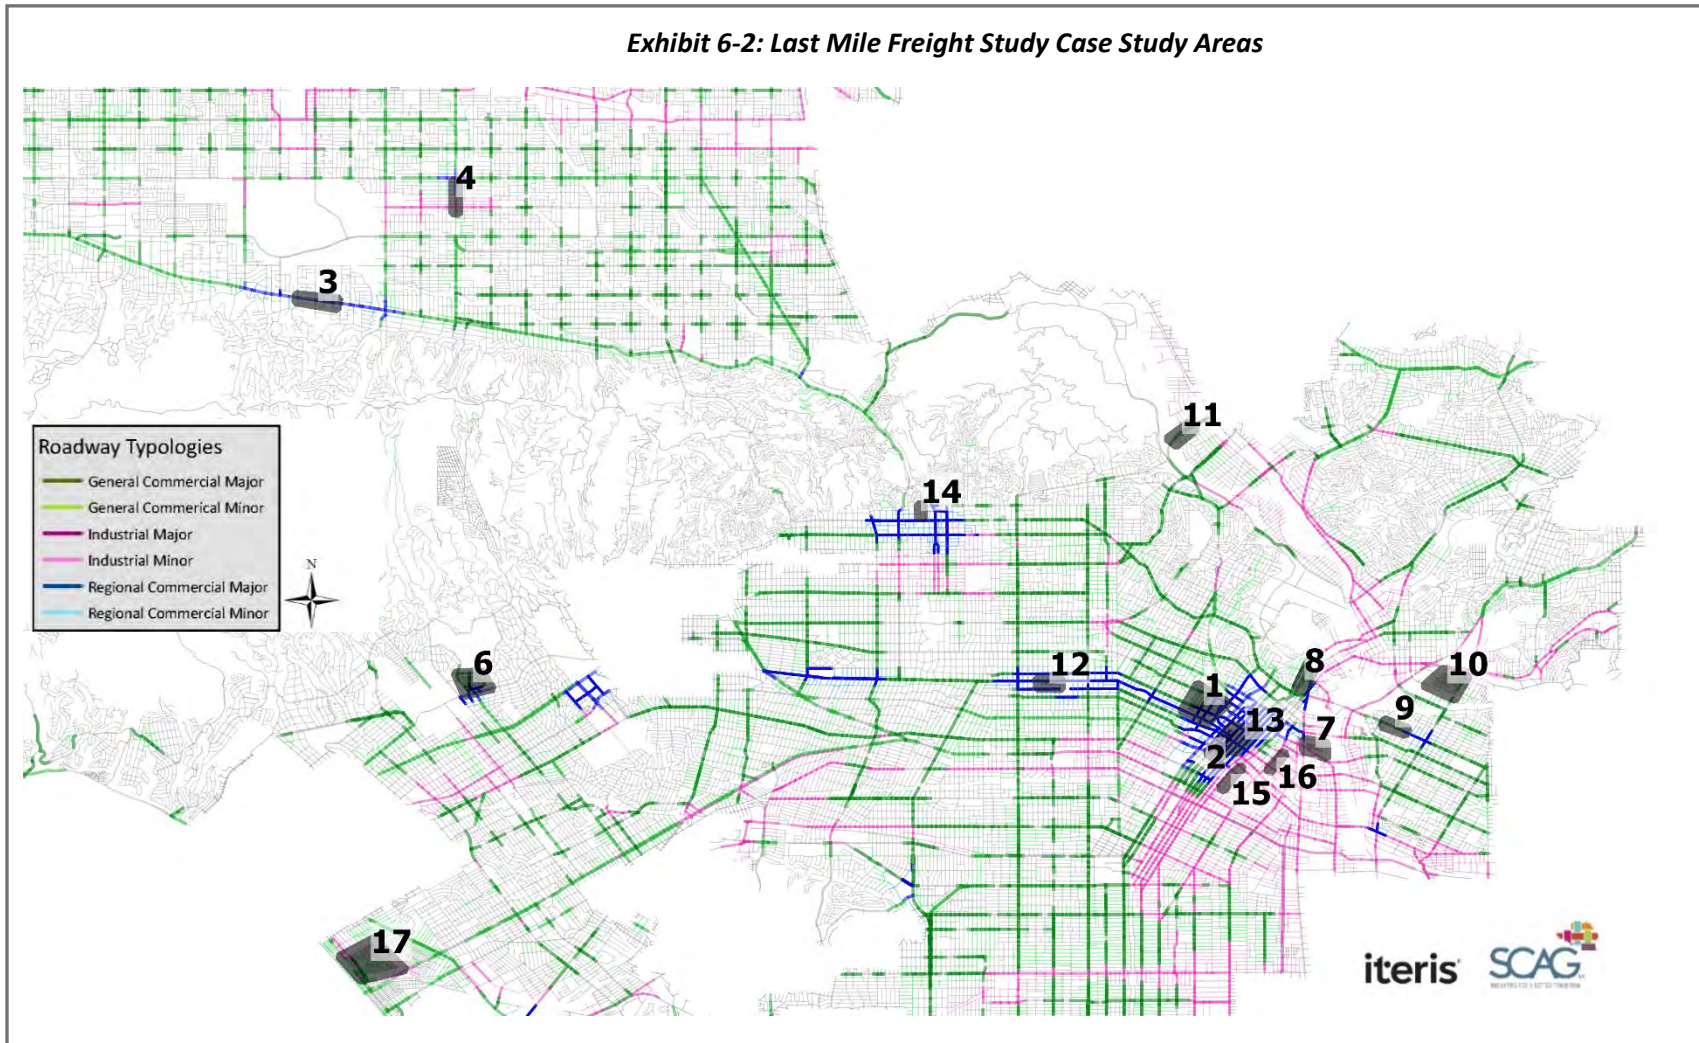 Exhibit 6-2: Last Mile Freight Study Case Study Areas
4
3
11
14
Roadway Typologies
General Commercial Major
General Commerical Minor
Industrial Major
Industrial Minor
Regional Commercial Major
Regional Commercial Minor
N
6
12
8
10
1
9
13
7
2
16
15
17
iteris
SCAG